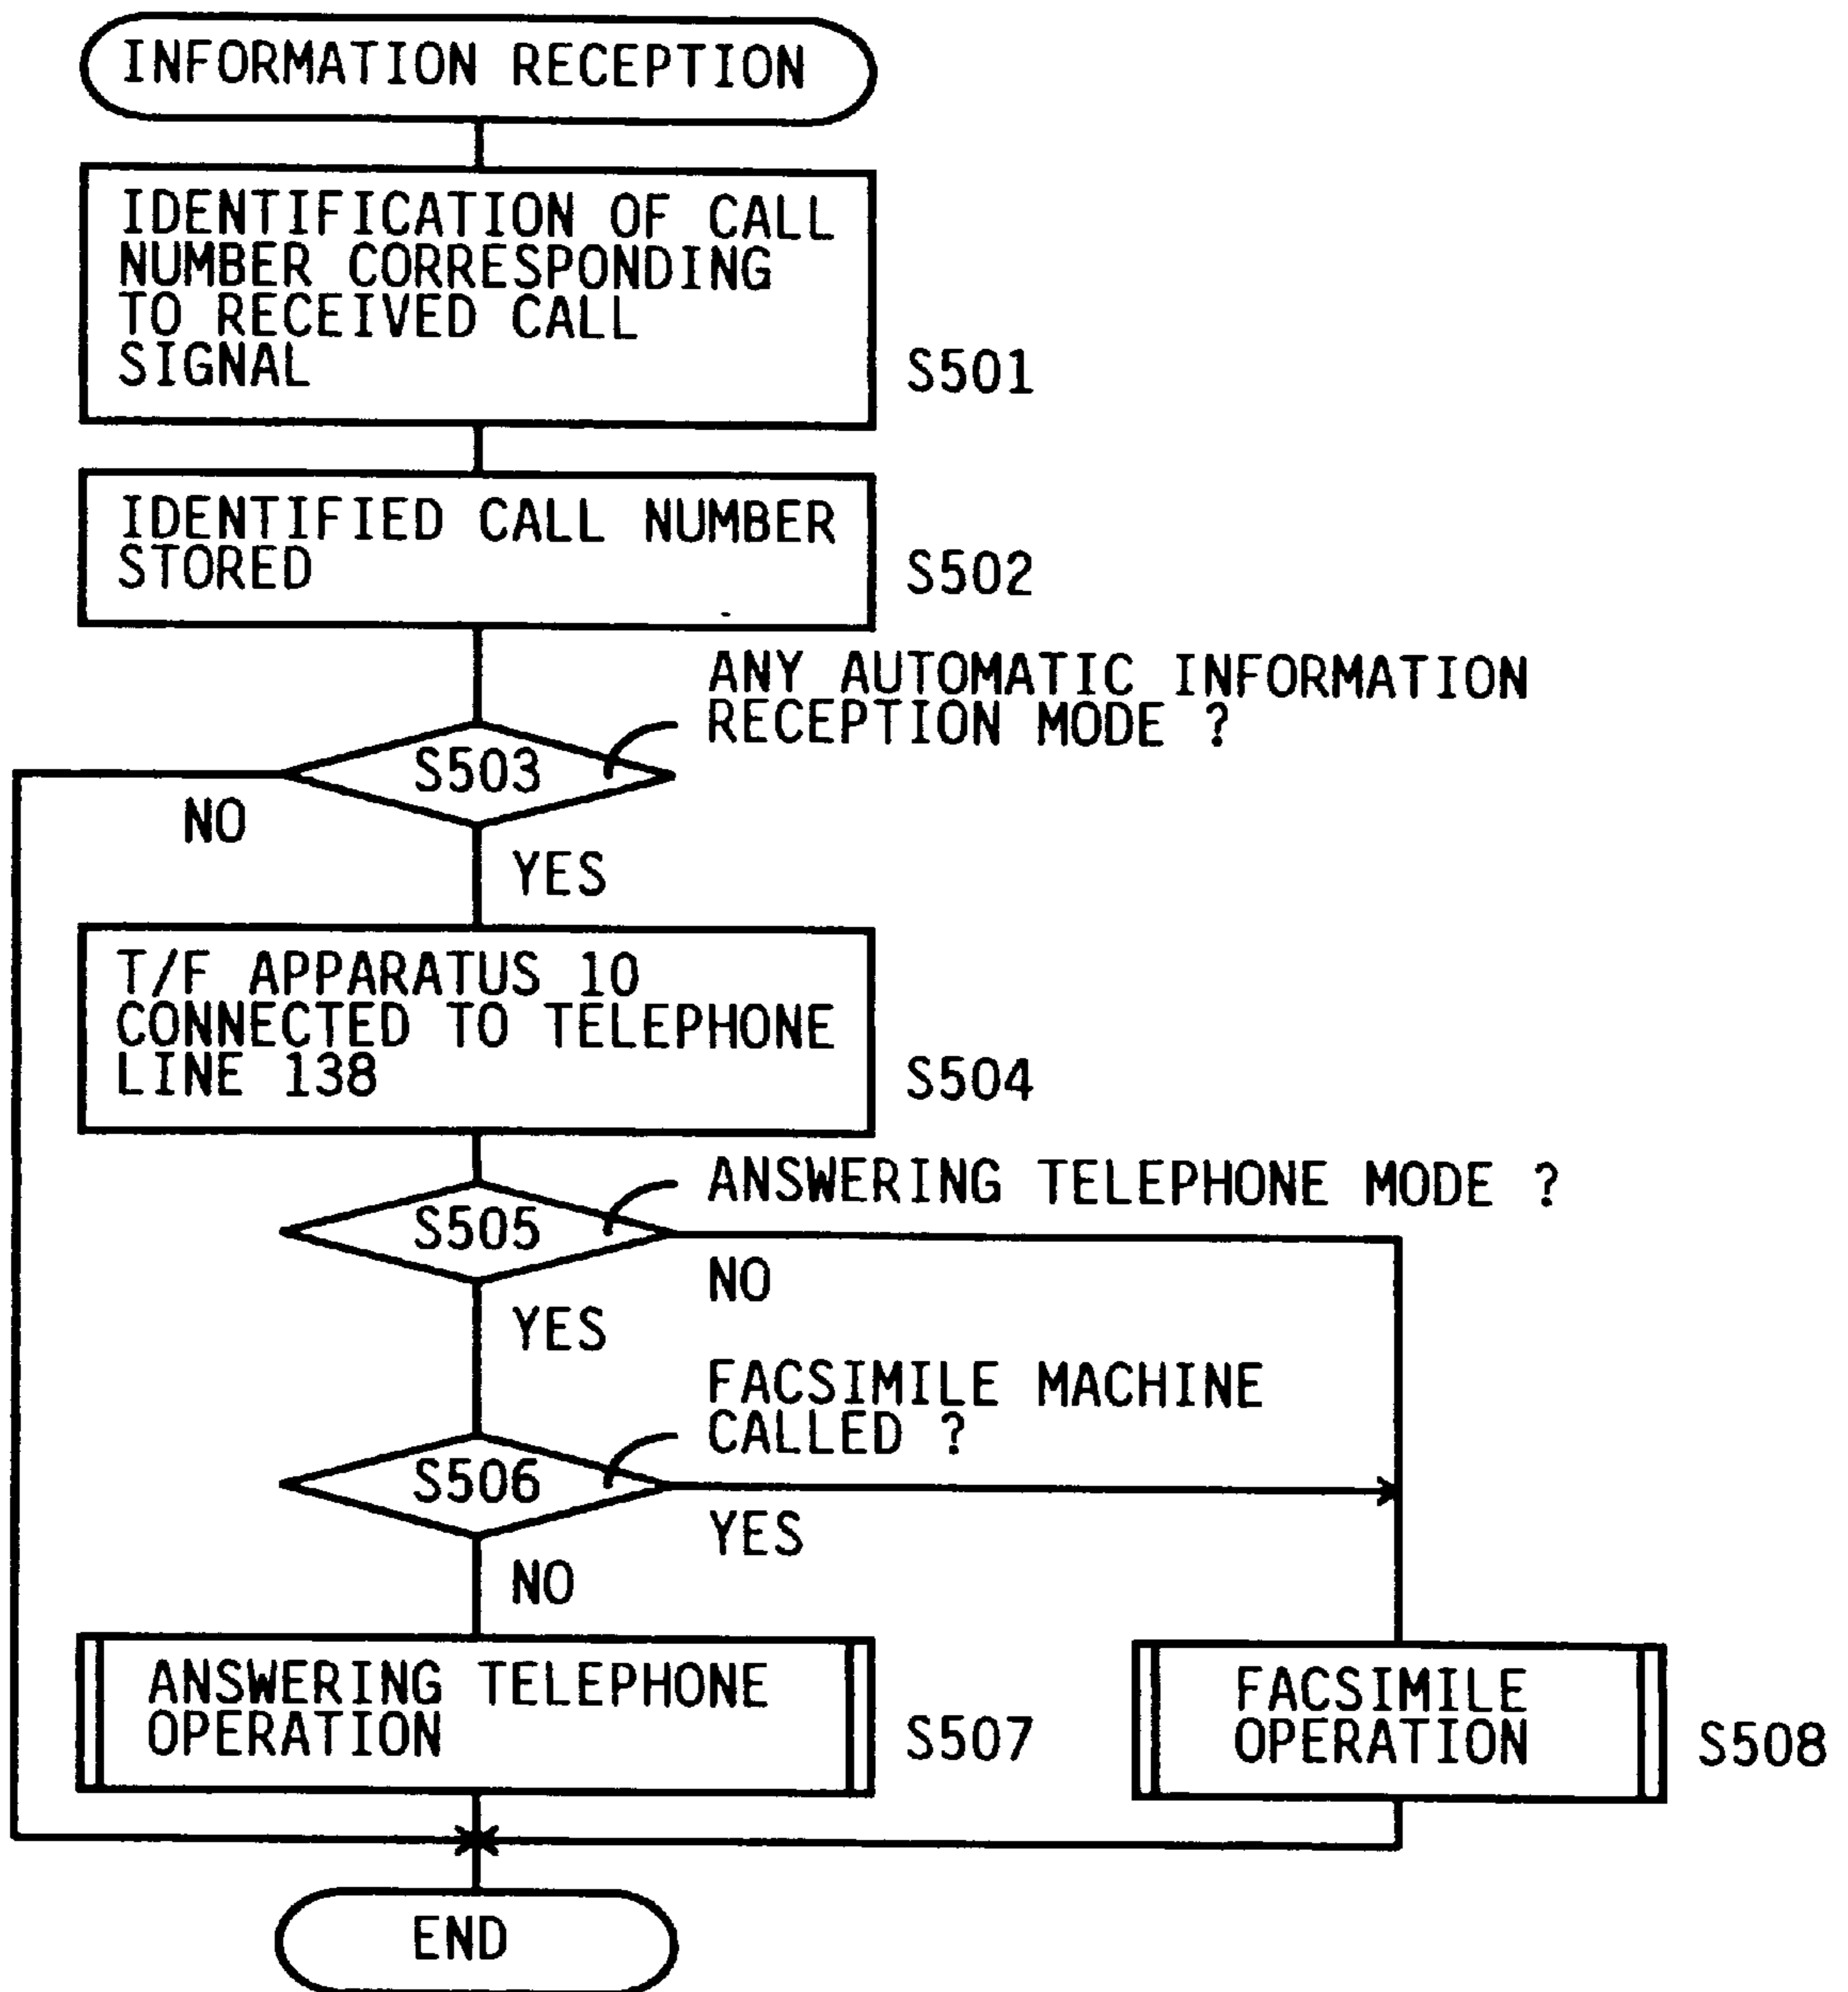 INFORMATION RECEPTION
IDENTIFICATION OF CALL
NUMBER CORRESPONDING
TO RECEIVED CALL
SIGNAL
S501
IDENTIFIED CALL NUMBER
STORED
S502
ANY AUTOMATIC INFORMATION
RECEPTION MODE ?
S503
NO
YES
T/F APPARATUS 10
CONNECTED TO TELEPHONE
LINE 138
S504
ANSWERING TELEPHONE MODE ?
S505
NO
YES
FACSIMILE MACHINE
CALLED ?
S506
YES
NO
ANSWERING TELEPHONE
OPERATION
S507
FACSIMILE
OPERATION
S508
END